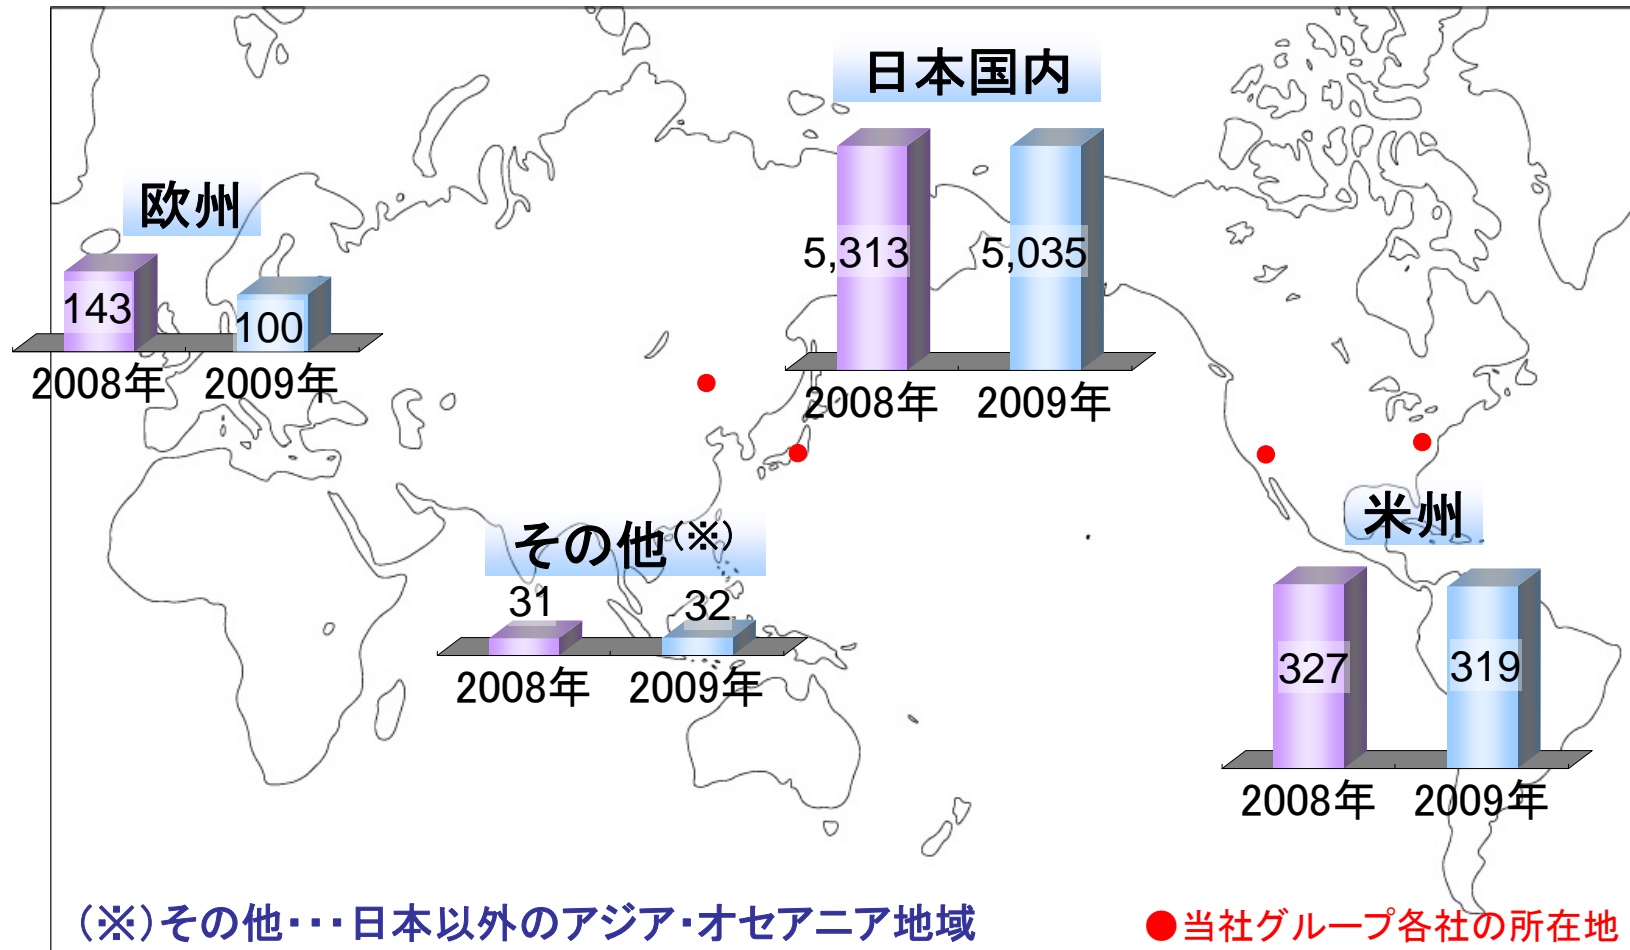 日本国内
5,313
5,035
2008年
2009年
欧州
143
100
2008年
2009年
その他(※)
31
32
2008年
2009年
米州
327
319
2008年
2009年
(※)その他・・・日本以外のアジア・オセアニア地域
●当社グループ各社の所在地